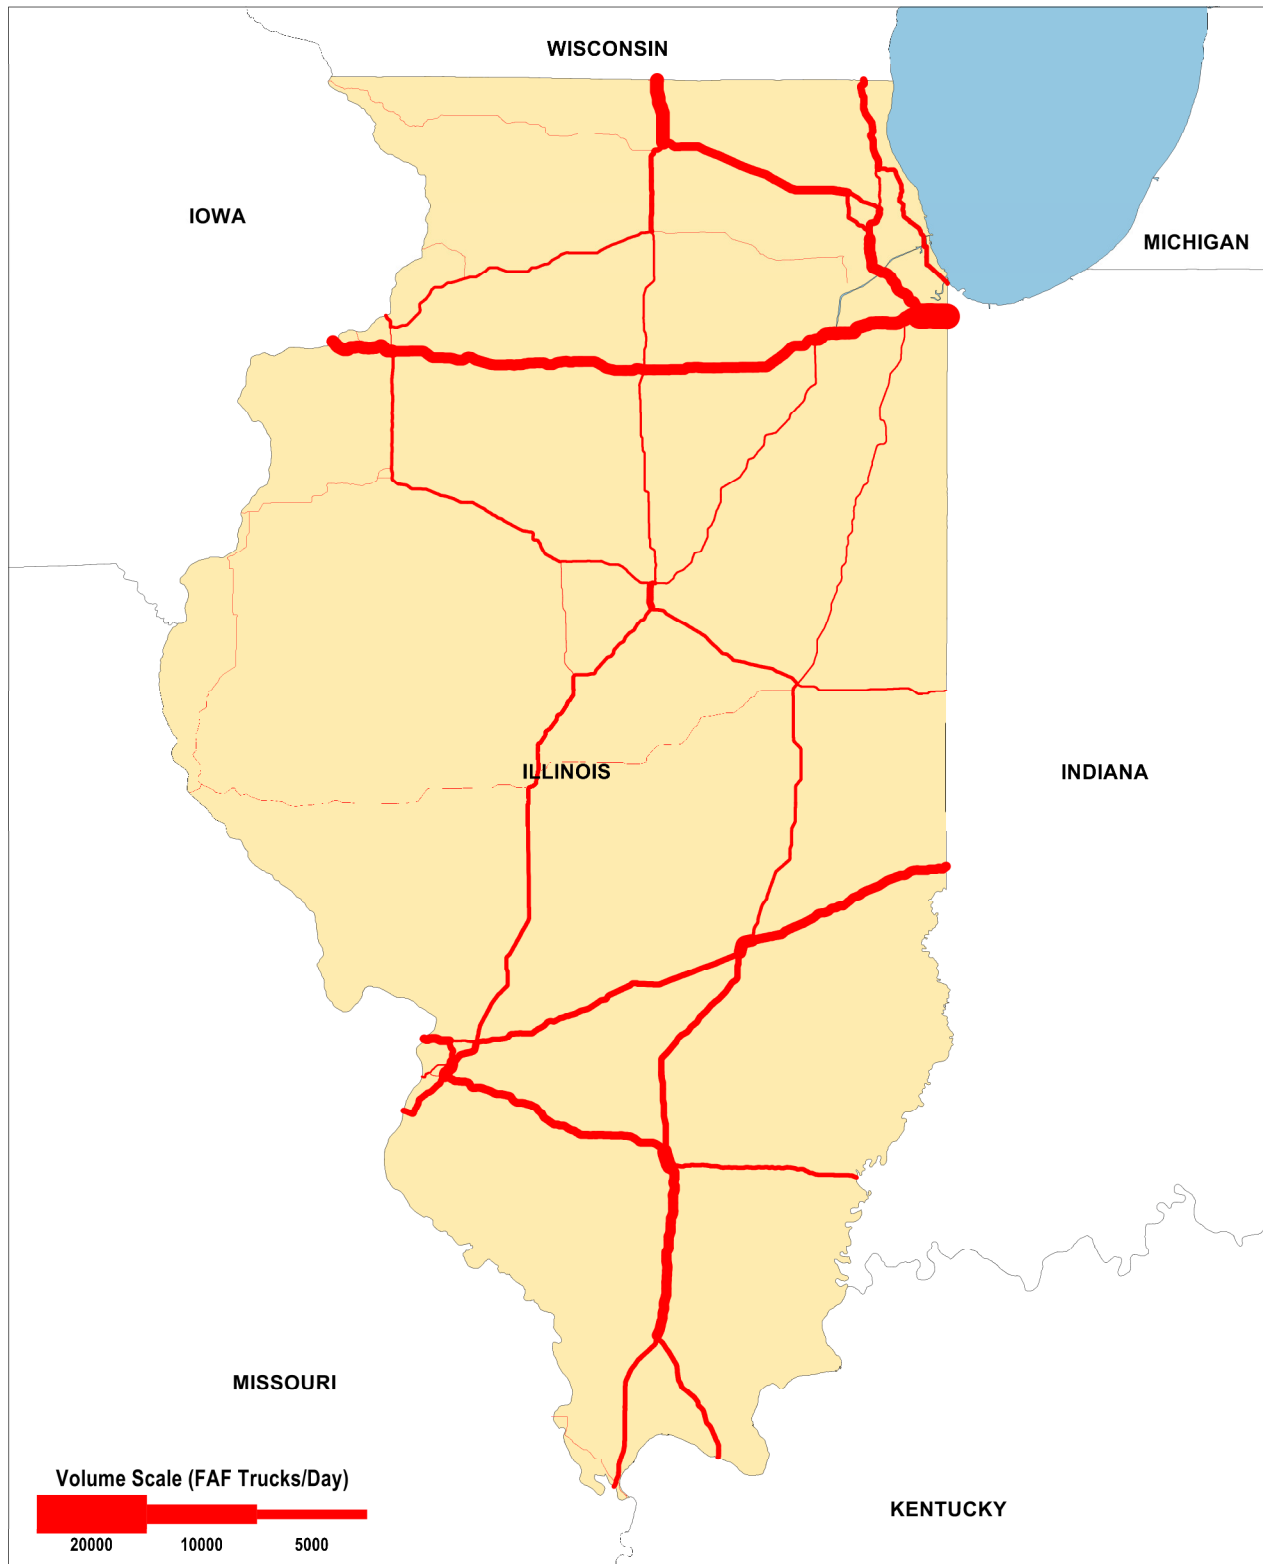 WISCONSIN
IOWA
MICHIGAN
ILLINOIS
INDIANA
MISSOURI
Volume Scale (FAF Trucks/Day)
20000 10000 5000
KENTUCKY